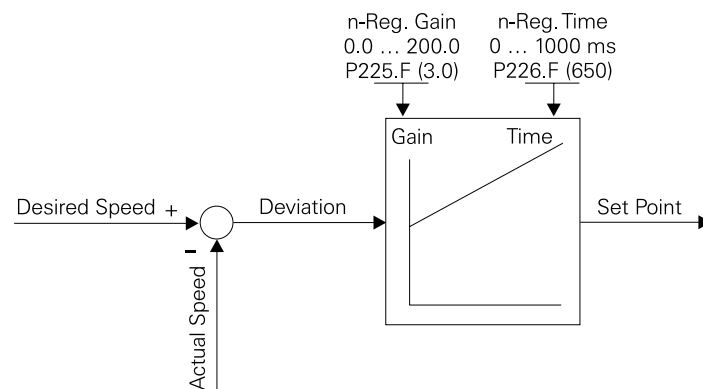 n-Reg. Gain
0.0 ... 200.0
P225.F (3.0)
n-Reg. Time
0 ... 1000 ms
P226.F (650)
Gain
Time
Desired Speed +
Deviation
Set Point
–
Actual Speed